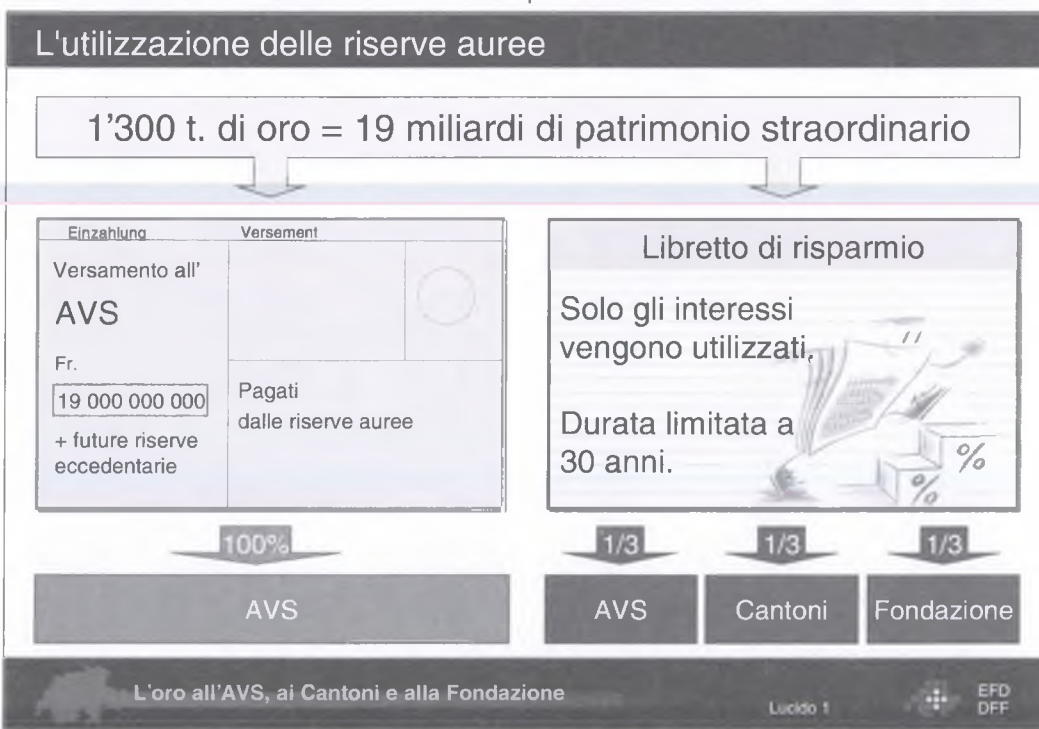 L'utilizzazione delle riserve auree
1'300 t. di oro = 19 miliardi di patrimonio straordinario
Einzahlung Versement
Versamento all'
AVS
Fr.
19 000 000 000
+ future riserve
eccedentarie
Pagati
dalle riserve auree
100%
AVS
Libretto di risparmio
Solo gli interessi
vengono utilizzati.
Durata limitata a
30 anni.
%
%
1/3 1/3 1/3
AVS Cantoni Fondazione
L'oro all'AVS, ai Cantoni e alla Fondazione
Lucido 1
EFD
DFF